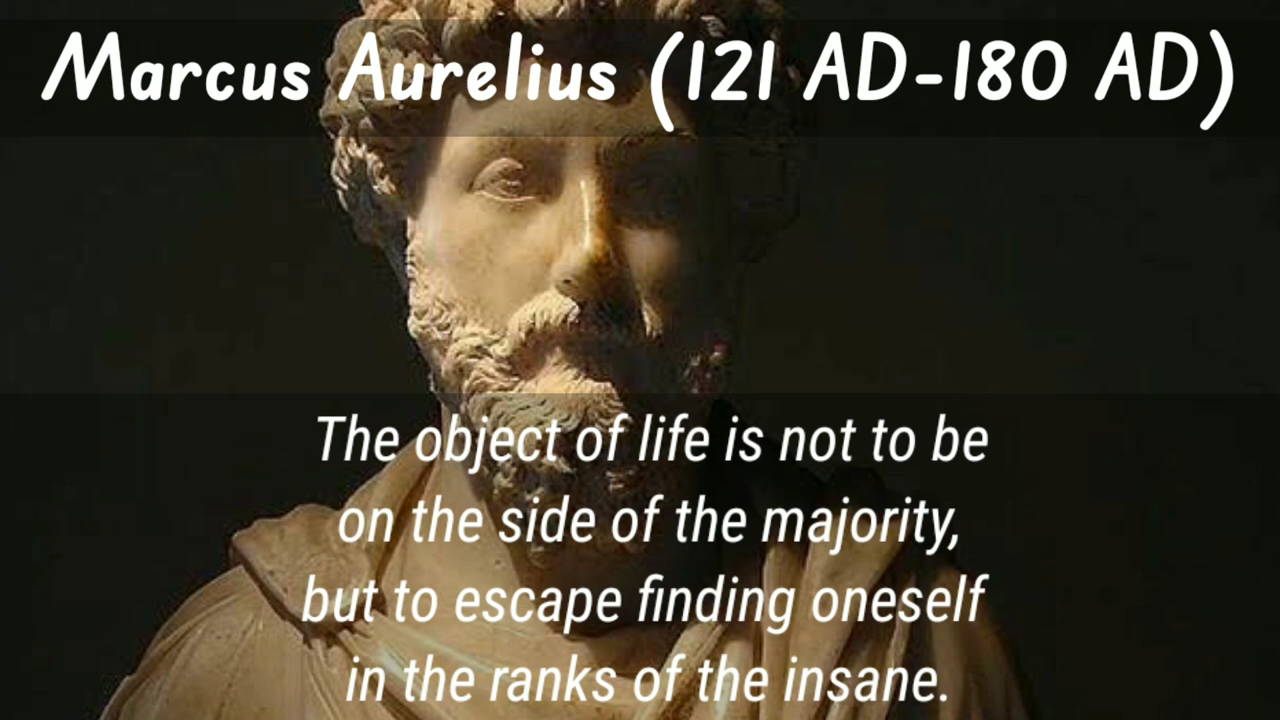 Marcus Aurelius (121 AD-180 AD)
The object of life is not to be
on the side of the majority,
but to escape finding oneself
in the ranks of the insane.